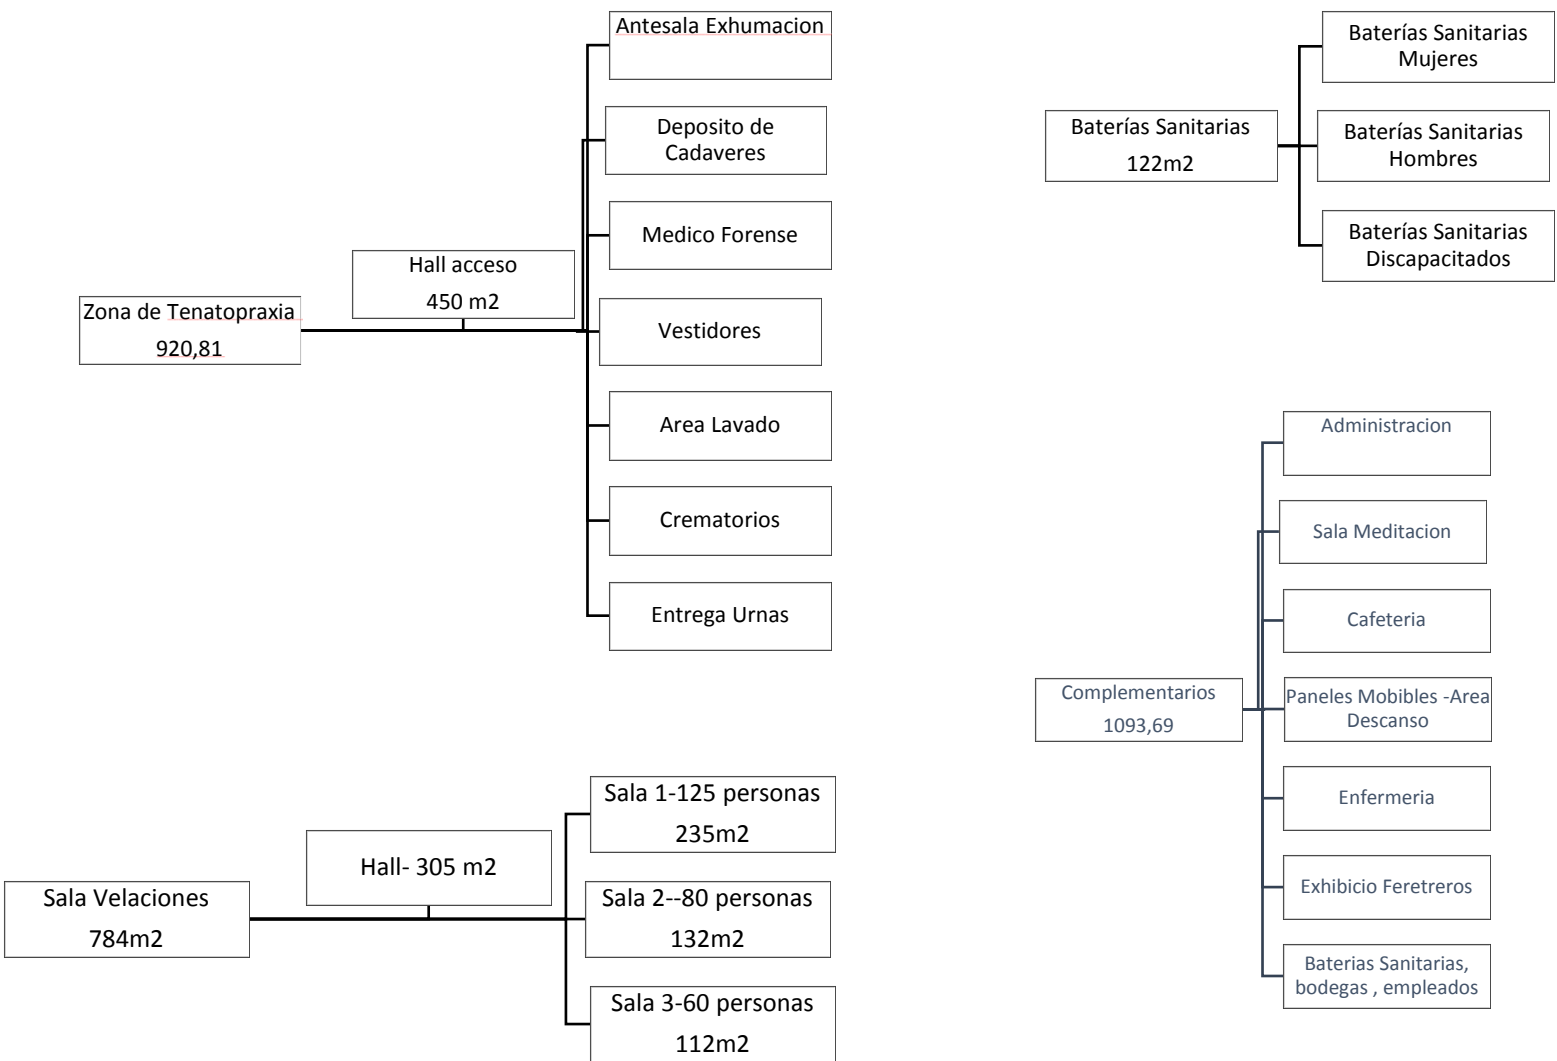 Zona de Tenatopraxia
920,81
Hall acceso
450 m2
Antesala Exhumacion
Deposito de
Cadaveres
Medico Forense
Vestidores
Area Lavado
Crematorios
Entrega Urnas
Sala Velaciones
784m2
Hall- 305 m2
Sala 1-125 personas
235m2
Sala 2--80 personas
132m2
Sala 3-60 personas
112m2
Baterías Sanitarias
122m2
Baterías Sanitarias
Mujeres
Baterías Sanitarias
Hombres
Baterías Sanitarias
Discapacitados
Complementarios
1093,69
Administracion
Sala Meditacion
Cafeteria
Paneles Mobibles -Area
Descanso
Enfermeria
Exhibicio Feretreros
Baterias Sanitarias,
bodegas , empleados